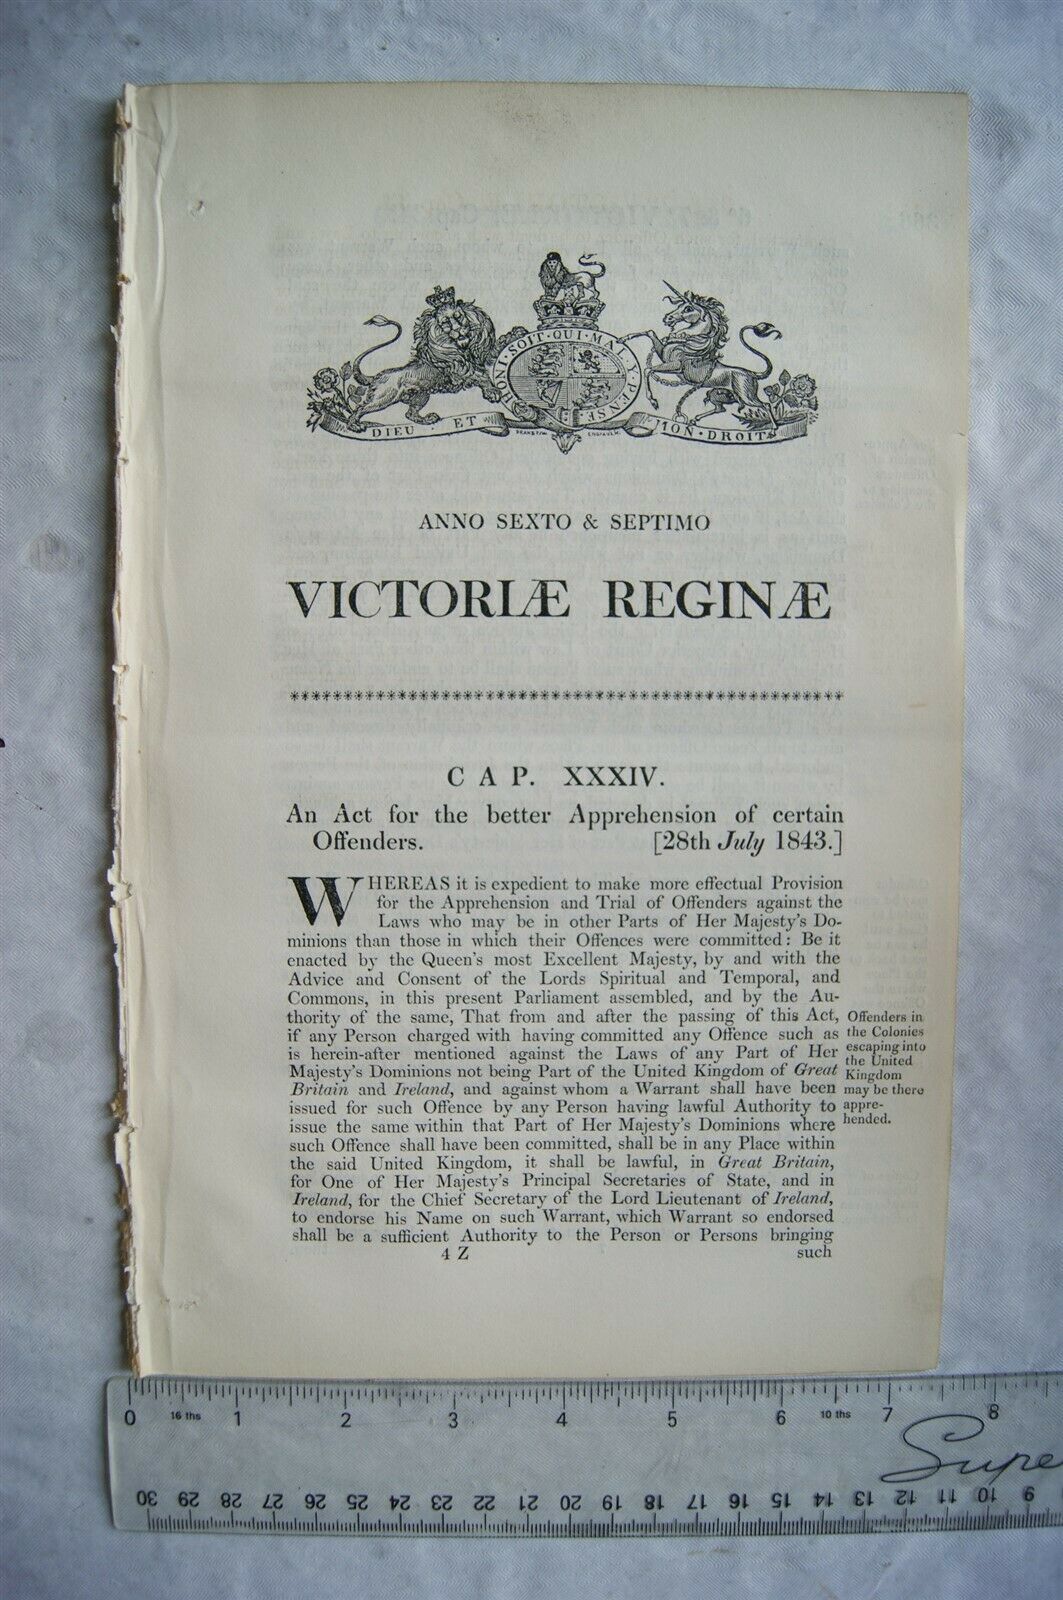 HONI · SOIT · QUI · MAL · Y · PENSE
DIEU ET MON · DROIT
ANNO SEXTO & SEPTIMO
VICTORIÆ REGINÆ
C A P. XXXIV.
An Act for the better Apprehension of certain
Offenders. [28th July 1843.]
WHEREAS it is expedient to make more effectual Provision
for the Apprehension and Trial of Offenders against the
Laws who may be in other Parts of Her Majesty's Do-
minions than those in which their Offences were committed: Be it
enacted by the Queen's most Excellent Majesty, by and with the
Advice and Consent of the Lords Spiritual and Temporal, and
Commons, in this present Parliament assembled, and by the Au-
thority of the same, That from and after the passing of this Act,
if any Person charged with having committed any Offence such as
is herein-after mentioned against the Laws of any Part of Her
Majesty's Dominions not being Part of the United Kingdom of Great
Britain and Ireland, and against whom a Warrant shall have been
issued for such Offence by any Person having lawful Authority to
issue the same within that Part of Her Majesty's Dominions where
such Offence shall have been committed, shall be in any Place within
the said United Kingdom, it shall be lawful, in Great Britain,
for One of Her Majesty's Principal Secretaries of State, and in
Ireland, for the Chief Secretary of the Lord Lieutenant of Ireland,
to endorse his Name on such Warrant, which Warrant so endorsed
shall be a sufficient Authority to the Person or Persons bringing
4 Z such
Offenders in
the Colonies
escaping into
the United
Kingdom
may be there
appre-
hended.
0 16 ths 1 2 3 4 5 6 10 ths 7 8
Supe
30 29 28 27 26 25 24 23 22 21 20 19 18 17 16 15 14 13 12 11 10 9